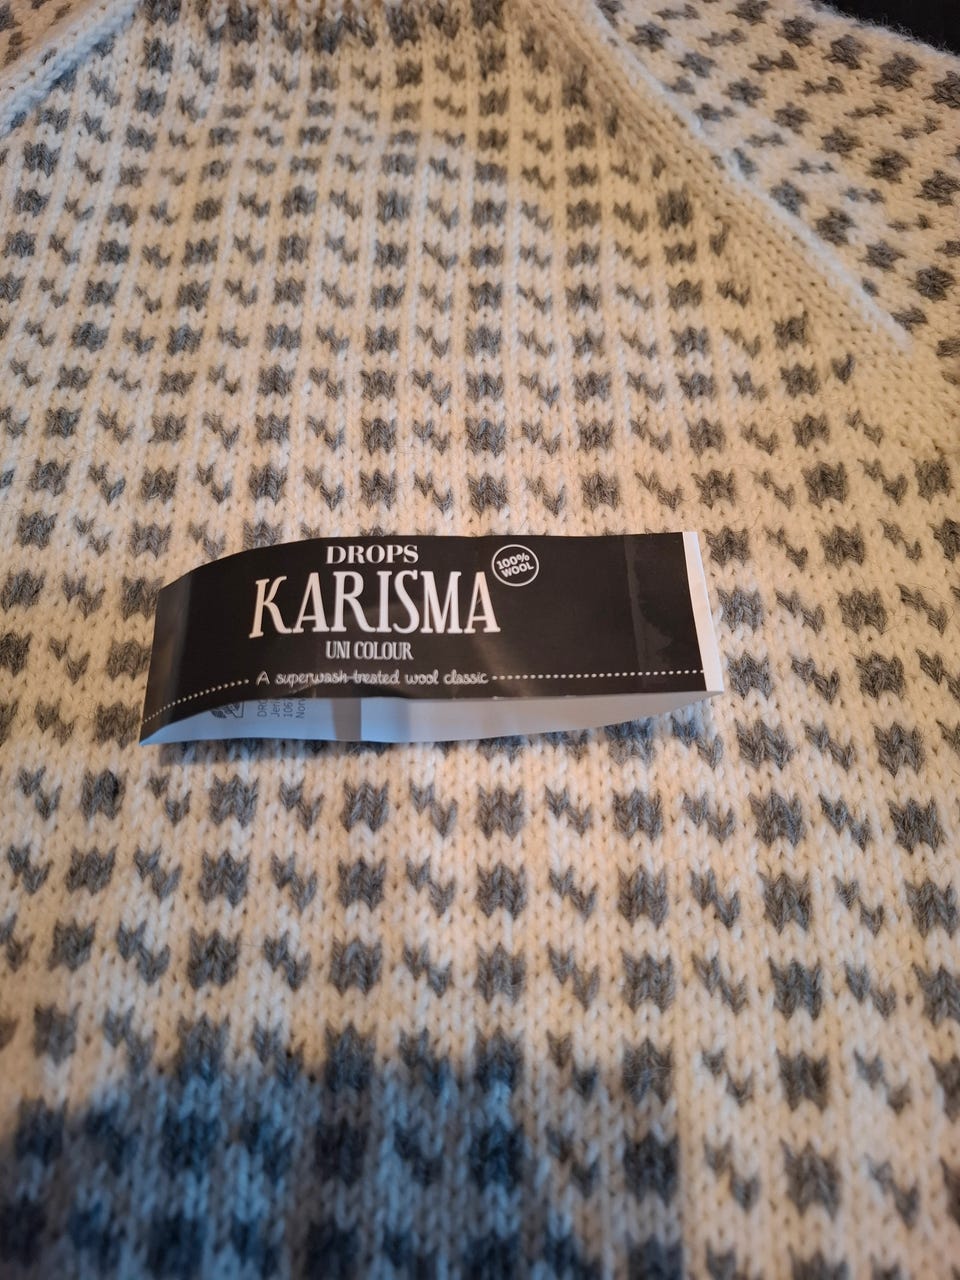 DROPS
KARISMA
100%
WOOL
UNI COLOUR
A superwash-treated wool classic